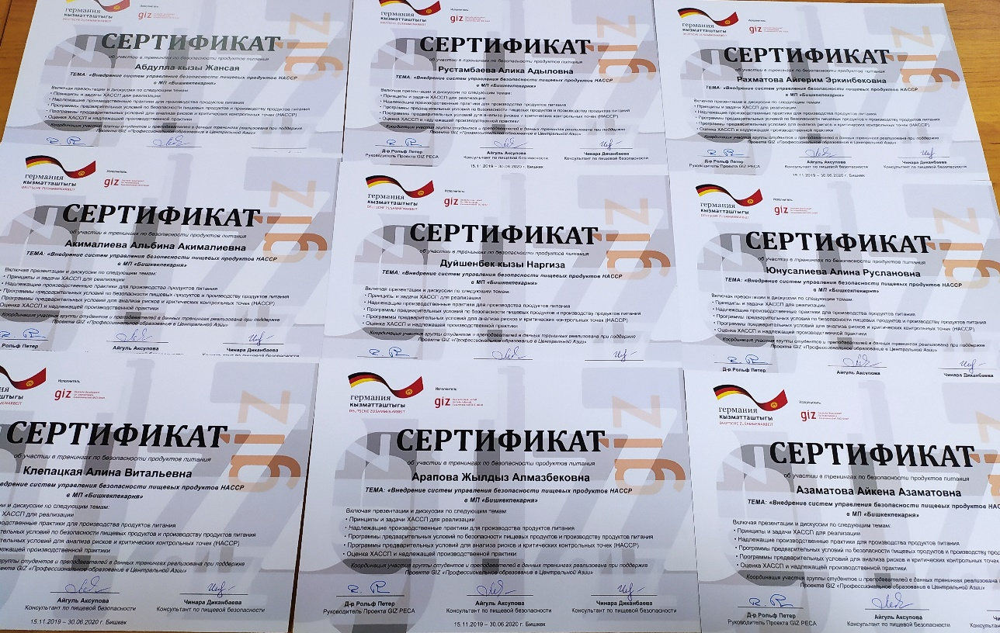 германия
кызматташтыгы
DEUTSCHE ZUSAMMENARBEIT
Исполнитель:
giz
СЕРТИФИКАТ
об участии в тренингах по безопасности продуктов питания
Абдулла кызы Жансая
ТЕМА: «Внедрение систем управления безопасности пищевых продуктов HACCP
в МП «Бишкекпекарня»
Включая презентации и дискуссии по следующим темам:
• Принципы и задачи ХАССП для реализации
• Надлежащие производственные практики для производства продуктов питания
• Программы предварительных условий по безопасности пищевых продуктов и производству продуктов питания
• Программы предварительных условий для анализа рисков и критических контрольных точек (HACCP)
• Оценка ХАССП и надлежащей производственной практики
Координация участия группы студентов и преподавателей в данных тренингах реализована при поддержке
Проекта GIZ «Профессиональное образование в Центральной Азии»
германия
кызматташтыгы
DEUTSCHE ZUSAMMENARBEIT
giz
СЕРТИФИКАТ
об участии в тренингах по безопасности продуктов питания
Рустамбаева Алика Адыловна
ТЕМА: «Внедрение систем управления безопасности пищевых продуктов HACCP
в МП «Бишкекпекарня»
Включая презентации и дискуссии по следующим темам:
• Принципы и задачи ХАССП для реализации
• Надлежащие производственные практики для производства продуктов питания
• Программы предварительных условий по безопасности пищевых продуктов и производству продуктов питания
• Программы предварительных условий для анализа рисков и критических контрольных точек (HACCP)
• Оценка ХАССП и надлежащей производственной практики
Координация участия группы студентов и преподавателей в данных тренингах реализована при поддержке
Проекта GIZ «Профессиональное образование в Центральной Азии»
Д-р Рольф Петер
Руководитель Проекта GIZ PECA
Айгуль Аксупова
Консультант по пищевой безопасности
Чинара Диканбаева
Консультант по пищевой безопасности
15.11.2019 – 30.06.2020 г. Бишкек
германия
кызматташтыгы
DEUTSCHE ZUSAMMENARBEIT
Исполнитель:
giz
СЕРТИФИКАТ
об участии в тренингах по безопасности продуктов питания
Рахматова Айгерим Эркинбековна
ТЕМА: «Внедрение систем управления безопасности пищевых продуктов HACCP
в МП «Бишкекпекарня»
Включая презентации и дискуссии по следующим темам:
• Принципы и задачи ХАССП для реализации
• Надлежащие производственные практики для производства продуктов питания
• Программы предварительных условий по безопасности пищевых продуктов и производству продуктов питания
• Программы предварительных условий для анализа рисков и критических контрольных точек (HACCP)
• Оценка ХАССП и надлежащей производственной практики
Координация участия группы студентов и преподавателей в данных тренингах реализована при поддержке
Проекта GIZ «Профессиональное образование в Центральной Азии»
Д-р Рольф Петер
Руководитель Проекта GIZ PECA
Айгуль Аксупова
Консультант по пищевой безопасности
Чинара Диканбаева
Консультант по пищевой безопасности
15.11.2019 – 30.06.2020 г. Бишкек
германия
кызматташтыгы
DEUTSCHE ZUSAMMENARBEIT
Исполнитель:
giz
СЕРТИФИКАТ
об участии в тренингах по безопасности продуктов питания
Акималиева Альбина Акималиевна
ТЕМА: «Внедрение систем управления безопасности пищевых продуктов HACCP
в МП «Бишкекпекарня»
Включая презентации и дискуссии по следующим темам:
• Принципы и задачи ХАССП для реализации
• Надлежащие производственные практики для производства продуктов питания
Программы предварительных условий по безопасности пищевых продуктов и производству продуктов питания
Программы предварительных условий для анализа рисков и критических контрольных точек (HACCP)
Оценка ХАССП и надлежащей производственной практики
Координация участия группы студентов и преподавателей в данных тренингах реализована при поддержке
Проекта GIZ «Профессиональное образование в Центральной Азии»
Рольф Петер
Айгуль Аксупова
Чинара Диканбаева
германия
кызматташтыгы
DEUTSCHE ZUSAMMENARBEIT
Исполнитель:
giz
СЕРТИФИКАТ
об участии в тренингах по безопасности продуктов питания
Дуйшенбек кызы Наргиза
ТЕМА: «Внедрение систем управления безопасности пищевых продуктов HACCP
в МП «Бишкекпекарня»
Включая презентации и дискуссии по следующим темам:
• Принципы и задачи ХАССП для реализации
• Надлежащие производственные практики для производства продуктов питания
• Программы предварительных условий по безопасности пищевых продуктов и производству продуктов питания
• Программы предварительных условий для анализа рисков и критических контрольных точек (HACCP)
• Оценка ХАССП и надлежащей производственной практики
Координация участия группы студентов и преподавателей в данных тренингах реализована при поддержке
Проекта GIZ «Профессиональное образование в Центральной Азии»
германия
кызматташтыгы
DEUTSCHE ZUSAMMENARBEIT
Исполнитель:
giz
СЕРТИФИКАТ
об участии в тренингах по безопасности продуктов питания
Юнусалиева Алина Руслановна
ТЕМА: «Внедрение систем управления безопасности пищевых продуктов HACCP
в МП «Бишкекпекарня»
Включая презентации и дискуссии по следующим темам:
• Принципы и задачи ХАССП для реализации
• Надлежащие производственные практики для производства продуктов питания
• Программы предварительных условий по безопасности пищевых продуктов и производству продуктов питания
• Программы предварительных условий для анализа рисков и критических контрольных точек (HACCP)
• Оценка ХАССП и надлежащей производственной практики
Координация участия группы студентов и преподавателей в данных тренингах реализована при поддержке
Проекта GIZ «Профессиональное образование в Центральной Азии»
Д-р Рольф Петер
Айгуль Аксупова
Чинара Диканбаева
Исполнитель
giz
СЕРТИФИКАТ
об участии в тренингах по безопасности продуктов питания
Клепацкая Алина Витальевна
систем управления безопасности пищевых продуктов HACCP
в МП «Бишкекпекарня»
и дискуссии по следующим темам:
ХАССП для реализации
практики для производства продуктов питания
условий по безопасности пищевых продуктов и производству продуктов питания
условий для анализа рисков и критических контрольных точек (HACCP)
производственной практики
группы студентов и преподавателей в данных тренингах реализована при поддержке
GIZ «Профессиональное образование в Центральной Азии»
Айгуль Аксупова
Консультант по пищевой безопасности
Чинара Диканбаева
Консультант по пищевой безопасности
15.11.2019 – 30.06.2020 г. Бишкек
германия
кызматташтыгы
DEUTSCHE ZUSAMMENARBEIT
Исполнитель:
giz
СЕРТИФИКАТ
об участии в тренингах по безопасности продуктов питания
Арапова Жылдыз Алмазбековна
ТЕМА: «Внедрение систем управления безопасности пищевых продуктов HACCP
в МП «Бишкекпекарня»
Включая презентации и дискуссии по следующим темам:
• Принципы и задачи ХАССП для реализации
• Надлежащие производственные практики для производства продуктов питания
• Программы предварительных условий по безопасности пищевых продуктов и производству продуктов питания
• Программы предварительных условий для анализа рисков и критических контрольных точек (HACCP)
• Оценка ХАССП и надлежащей производственной практики
Координация участия группы студентов и преподавателей в данных тренингах реализована при поддержке
Проекта GIZ «Профессиональное образование в Центральной Азии»
Д-р Рольф Петер
Руководитель Проекта GIZ PECA
Айгуль Аксупова
Консультант по пищевой безопасности
Чинара Диканбаева
Консультант по пищевой безопасности
15.11.2019 – 30.06.2020 г. Бишкек
германия
кызматташтыгы
DEUTSCHE ZUSAMMENARBEIT
Исполнитель:
giz
СЕРТИФИКАТ
об участии в тренингах по безопасности продуктов питания
Азаматова Айкена Азаматовна
ТЕМА: «Внедрение систем управления безопасности пищевых продуктов
в МП «Бишкекпекарня»
Включая презентации и дискуссии по следующим темам:
• Принципы и задачи ХАССП для реализации
• Надлежащие производственные практики для производства продуктов питания
• Программы предварительных условий по безопасности пищевых продуктов и производству
• Программы предварительных условий для анализа рисков и критических контрольных
• Оценка ХАССП и надлежащей производственной практики
Координация участия группы студентов и преподавателей в данных тренингах реализована при
Проекта GIZ «Профессиональное образование в Центральной Азии»
Д-р Рольф Петер
Руководитель Проекта GIZ PECA
Айгуль Аксупова
Консультант по пищевой безопасности